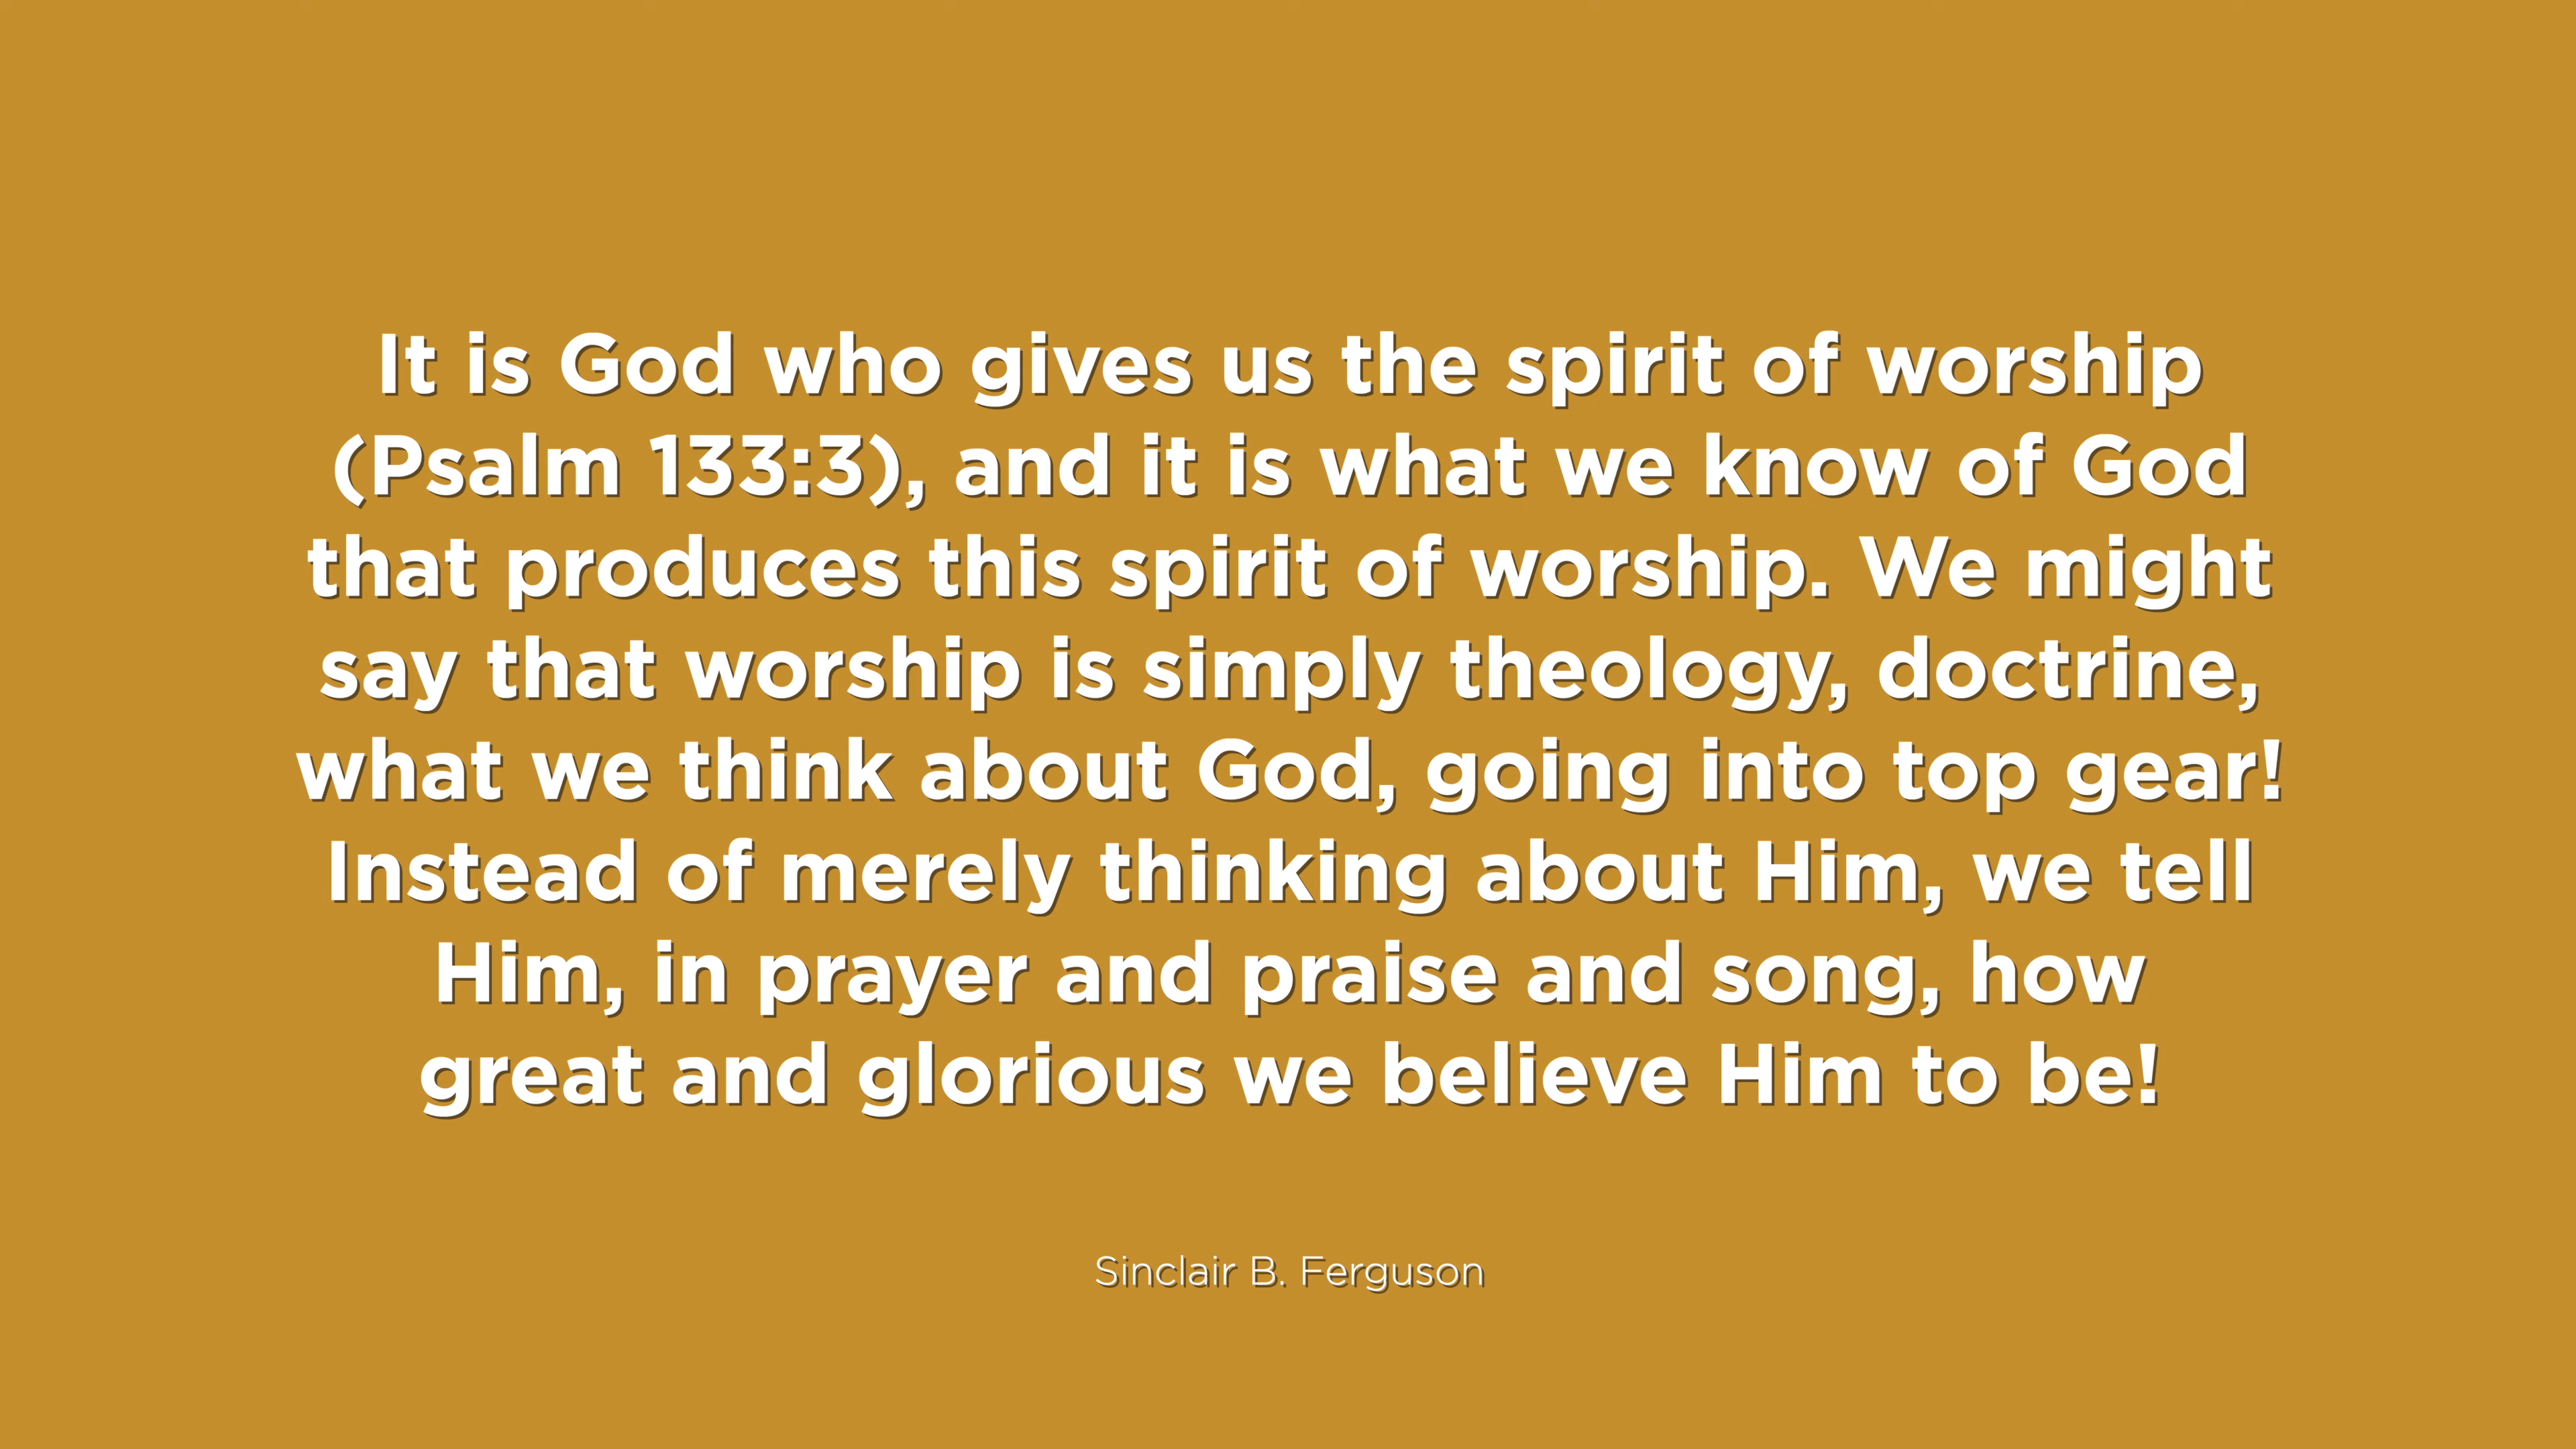 It is God who gives us the spirit of worship
(Psalm 133:3), and it is what we know of God
that produces this spirit of worship. We might
say that worship is simply theology, doctrine,
what we think about God, going into top gear!
Instead of merely thinking about Him, we tell
Him, in prayer and praise and song, how
great and glorious we believe Him to be!
Sinclair B. Ferguson